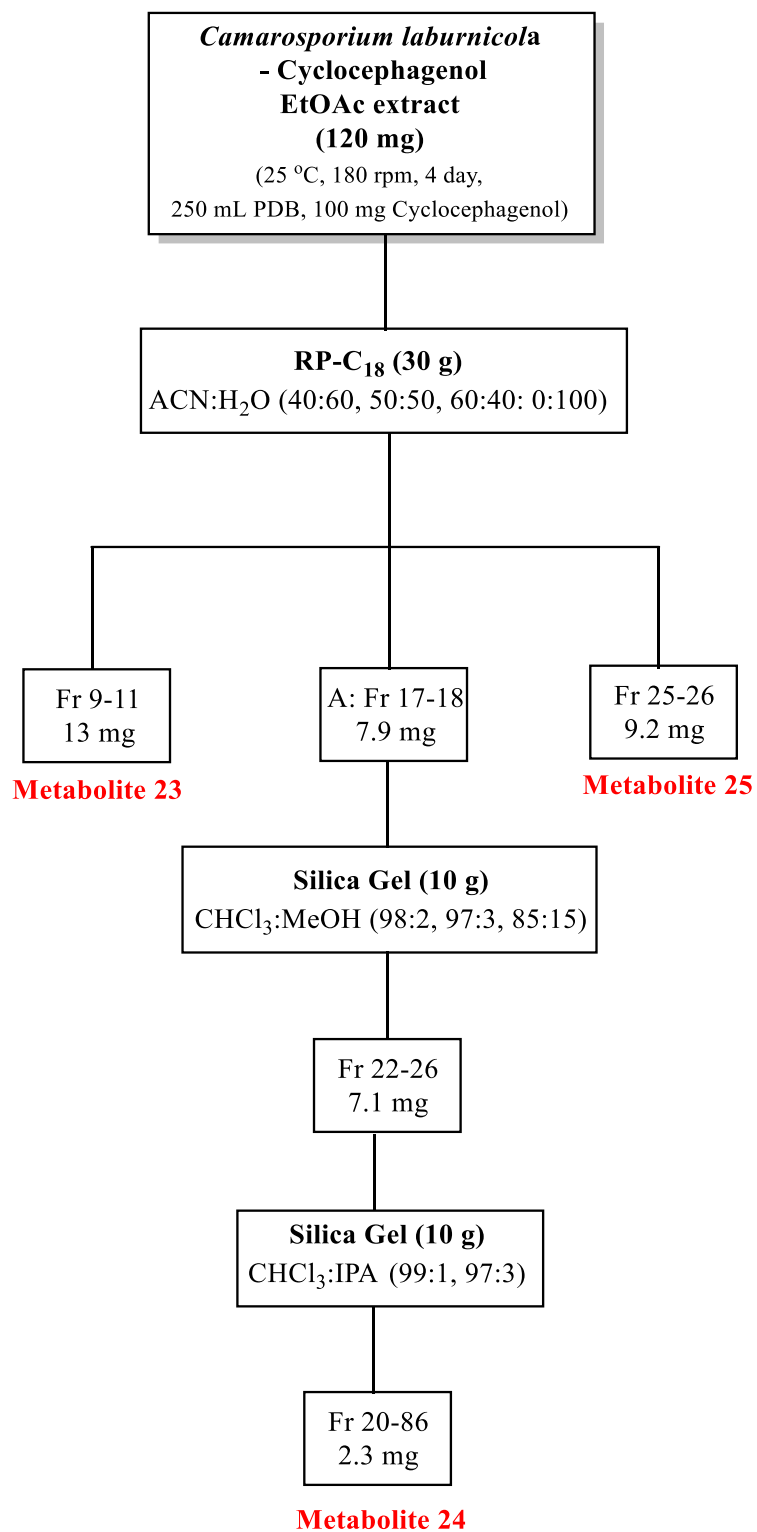 Camarosporium laburnicola
- Cyclocephagenol
EtOAc extract
(120 mg)
(25 °C, 180 rpm, 4 day,
250 mL PDB, 100 mg Cyclocephagenol)
RP-C₁₈ (30 g)
ACN:H₂O (40:60, 50:50, 60:40: 0:100)
Fr 9-11
13 mg
Metabolite 23
A: Fr 17-18
7.9 mg
Fr 25-26
9.2 mg
Metabolite 25
Silica Gel (10 g)
CHCl₃:MeOH (98:2, 97:3, 85:15)
Fr 22-26
7.1 mg
Silica Gel (10 g)
CHCl₃:IPA (99:1, 97:3)
Fr 20-86
2.3 mg
Metabolite 24